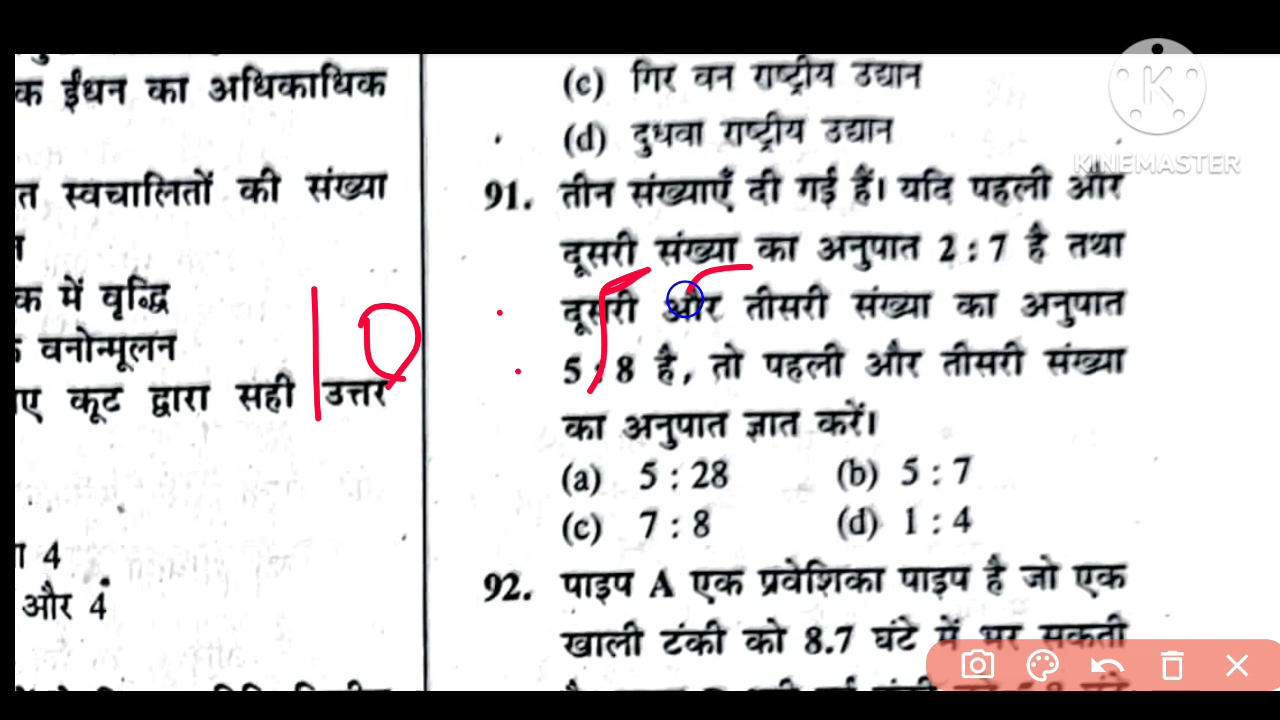 क ईंधन का अधिकाधिक
त स्वचालितों की संख्या
क में वृद्धि
वनोन्मूलन
ए कूट द्वारा सही उत्तर
4
और 4
(c) गिर वन राष्ट्रीय उद्यान
(d) दुधवा राष्ट्रीय उद्यान
91. तीन संख्याएँ दी गई हैं। यदि पहली और
दूसरी संख्या का अनुपात 2 : 7 है तथा
दूसरी और तीसरी संख्या का अनुपात
5 : 8 है, तो पहली और तीसरी संख्या
का अनुपात ज्ञात करें।
(a) 5 : 28 (b) 5 : 7
(c) 7 : 8 (d) 1 : 4
92. पाइप A एक प्रवेशिका पाइप है जो एक
खाली टंकी को 8.7 घंटे में भर सकती
10 :
K
KINEMASTER